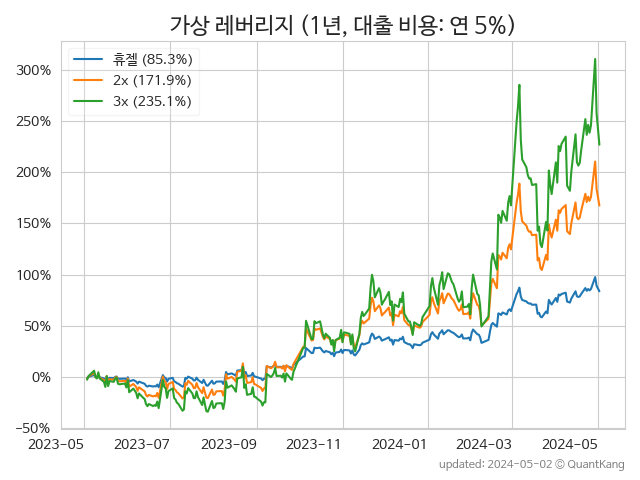 가상 레버리지 (1년, 대출 비용: 연 5%)
휴젤 (85.3%)
2x (171.9%)
3x (235.1%)
300%
250%
200%
150%
100%
50%
0%
−50%
2023-05 2023-07 2023-09 2023-11 2024-01 2024-03 2024-05
updated: 2024-05-02 © QuantKang